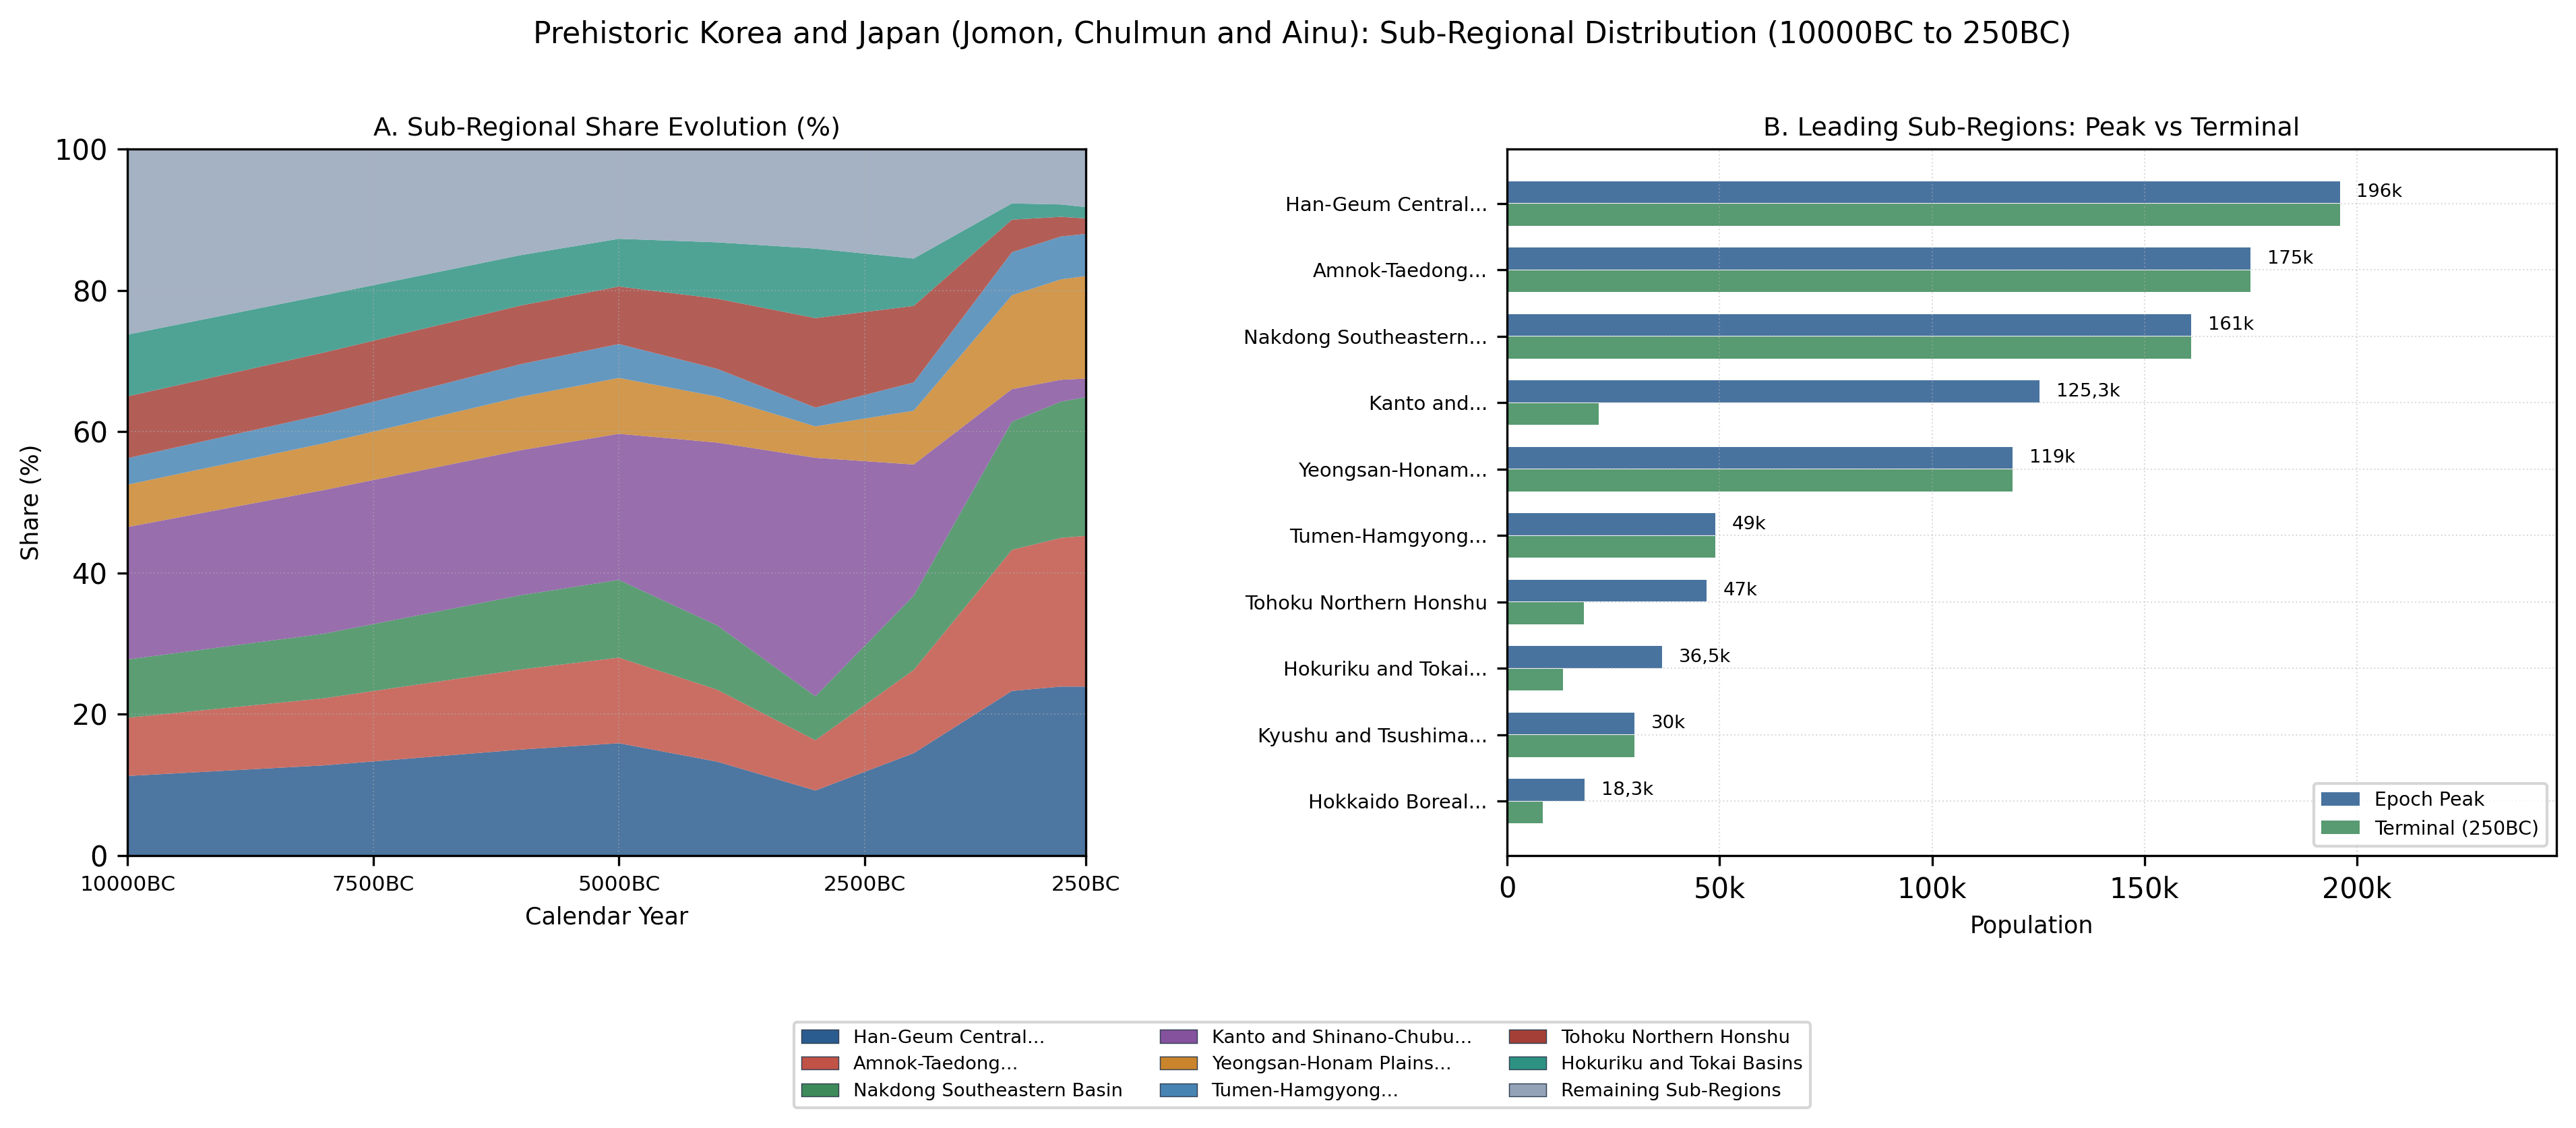 Prehistoric Korea and Japan (Jomon, Chulmun and Ainu): Sub-Regional Distribution (10000BC to 250BC)
A. Sub-Regional Share Evolution (%)
100
80
60
40
20
0
Share (%)
10000BC 7500BC 5000BC 2500BC 250BC
Calendar Year
B. Leading Sub-Regions: Peak vs Terminal
Han-Geum Central... 196k
Amnok-Taedong... 175k
Nakdong Southeastern... 161k
Kanto and... 125,3k
Yeongsan-Honam... 119k
Tumen-Hamgyong... 49k
Tohoku Northern Honshu 47k
Hokuriku and Tokai... 36,5k
Kyushu and Tsushima... 30k
Hokkaido Boreal... 18,3k
Epoch Peak
Terminal (250BC)
0 50k 100k 150k 200k
Population
Han-Geum Central...
Amnok-Taedong...
Nakdong Southeastern Basin
Kanto and Shinano-Chubu...
Yeongsan-Honam Plains...
Tumen-Hamgyong...
Tohoku Northern Honshu
Hokuriku and Tokai Basins
Remaining Sub-Regions